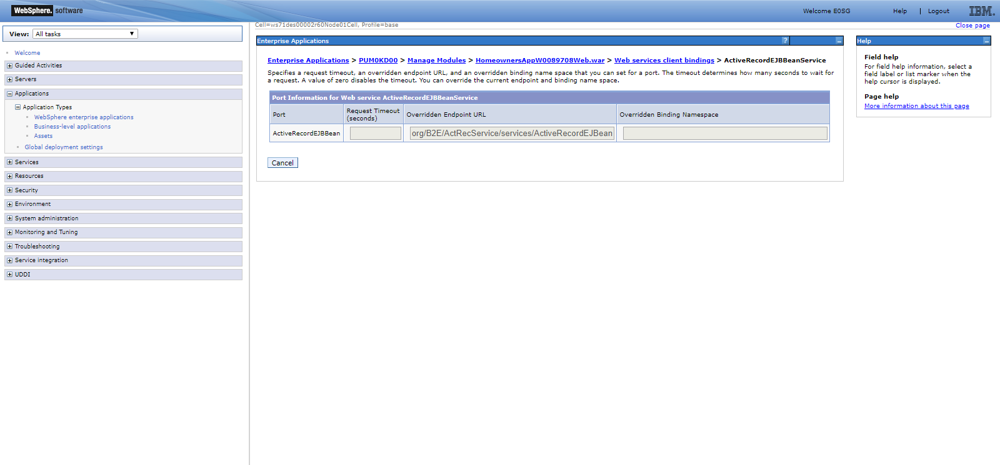 WebSphere. software
Welcome E0SG
Help | Logout
IBM.
View: All tasks
Cell=ws71des00002r60Node01Cell, Profile=base
Close page
Welcome
Guided Activities
Servers
Applications
Application Types
WebSphere enterprise applications
Business-level applications
Assets
Global deployment settings
Services
Resources
Security
Environment
System administration
Monitoring and Tuning
Troubleshooting
Service integration
UDDI
Enterprise Applications
?
Enterprise Applications > PUM0KD00 > Manage Modules > HomeownersAppW0089708Web.war > Web services client bindings > ActiveRecordEJBBeanService
Specifies a request timeout, an overridden endpoint URL, and an overridden binding name space that you can set for a port. The timeout determines how many seconds to wait for
a request. A value of zero disables the timeout. You can override the current endpoint and binding name space.
Port Information for Web service ActiveRecordEJBBeanService
Port
Request Timeout
(seconds)
Overridden Endpoint URL
Overridden Binding Namespace
ActiveRecordEJBBean
org/B2E/ActRecService/services/ActiveRecordEJBean
Cancel
Help
Field help
For field help information, select a
field label or list marker when the
help cursor is displayed.
Page help
More information about this page